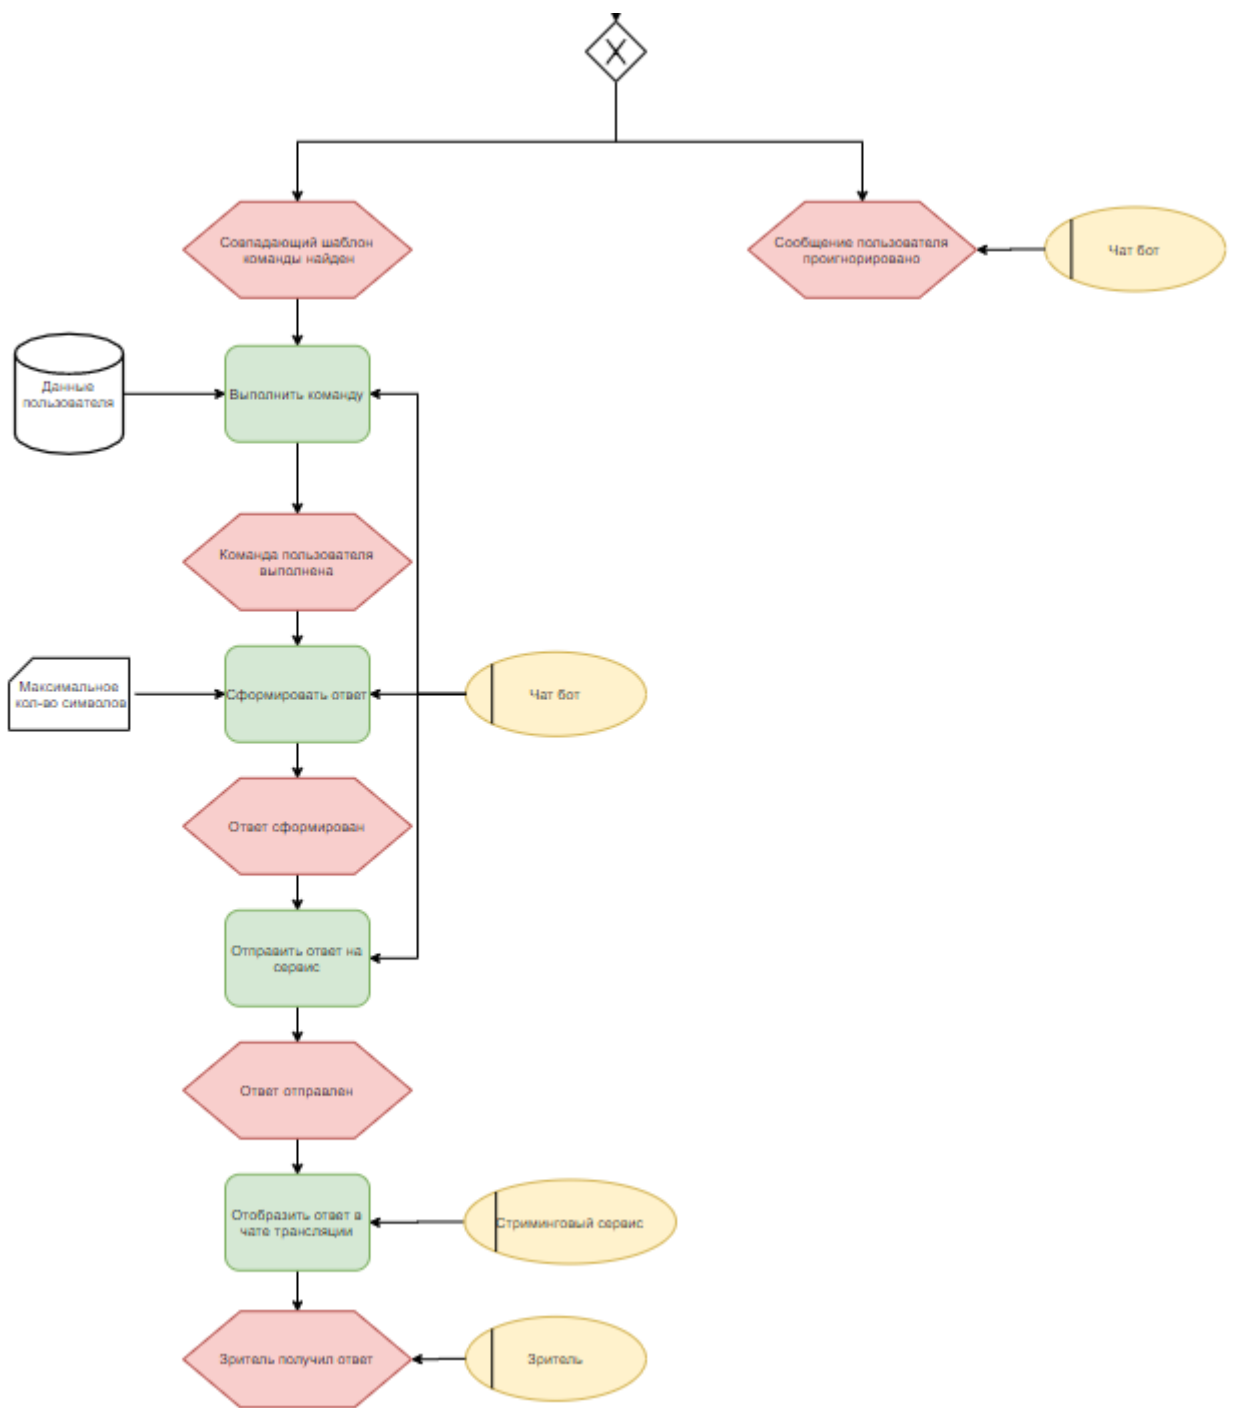 X
Совпадающий шаблон
команды найден
Сообщение пользователя
проигнорировано
Чат бот
Данные
пользователя
Выполнить команду
Команда пользователя
выполнена
Максимальное
кол-во символов
Сформировать ответ
Чат бот
Ответ сформирован
Отправить ответ на
сервис
Ответ отправлен
Отобразить ответ в
чате трансляции
Стриминговый сервис
Зритель получил ответ
Зритель